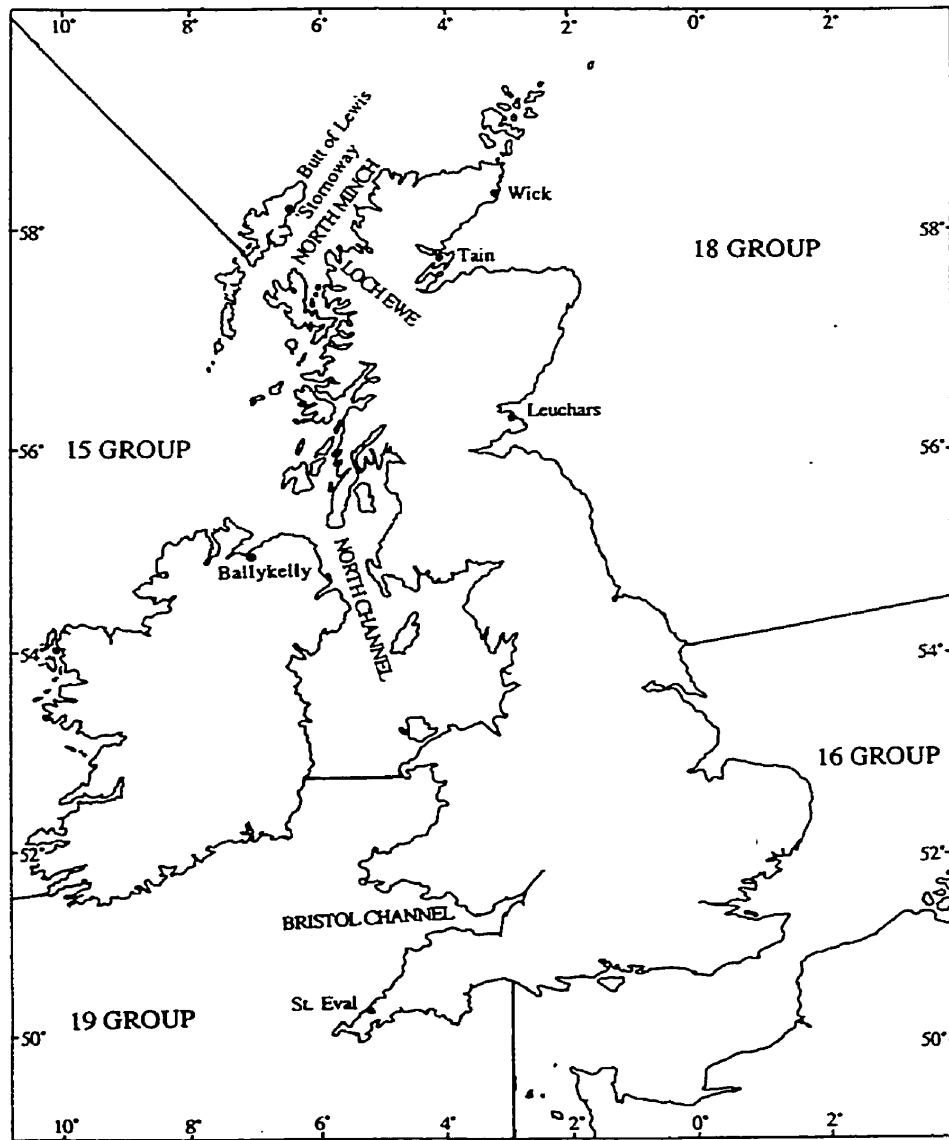 10° 8° 6° 4° 2° 0° 2°
Butt of Lewis
Stornoway
NORTH MINCH
Wick
58°
18 GROUP
58°
Tain
LOCH EWE
Leuchars
56°
15 GROUP
56°
NORTH CHANNEL
Ballykelly
54°
54°
16 GROUP
52°
52°
BRISTOL CHANNEL
St. Eval
19 GROUP
50°
50°
10° 8° 6° 4° 2° 0° 2°